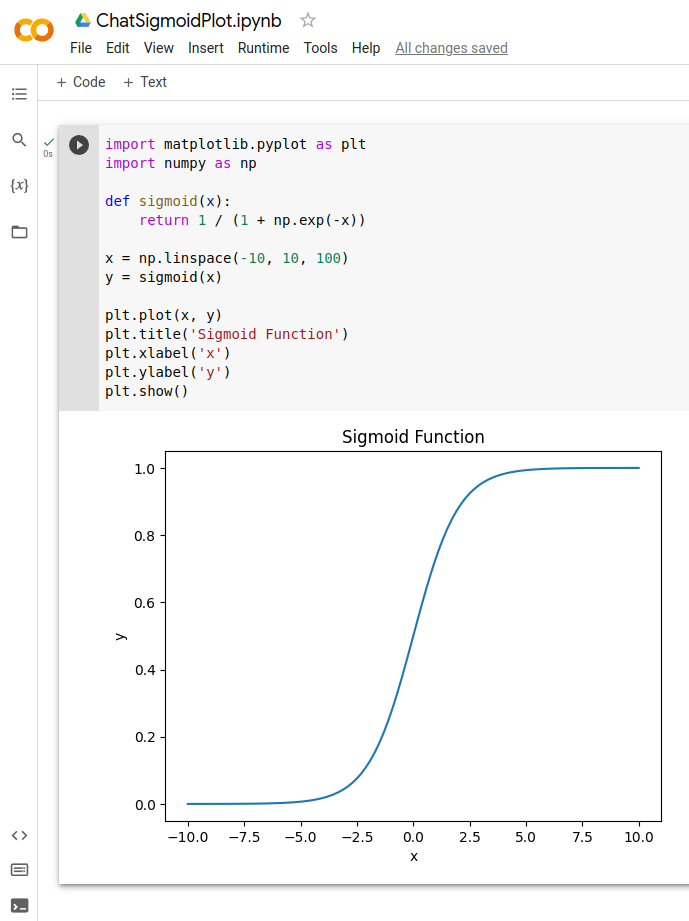 ChatSigmoidPlot.ipynb
File Edit View Insert Runtime Tools Help All changes saved
+ Code + Text
{x}
0s
import matplotlib.pyplot as plt
import numpy as np
def sigmoid(x):
    return 1 / (1 + np.exp(-x))
x = np.linspace(-10, 10, 100)
y = sigmoid(x)
plt.plot(x, y)
plt.title('Sigmoid Function')
plt.xlabel('x')
plt.ylabel('y')
plt.show()
Sigmoid Function
1.0
0.8
0.6
y
0.4
0.2
0.0
−10.0 −7.5 −5.0 −2.5 0.0 2.5 5.0 7.5 10.0
x